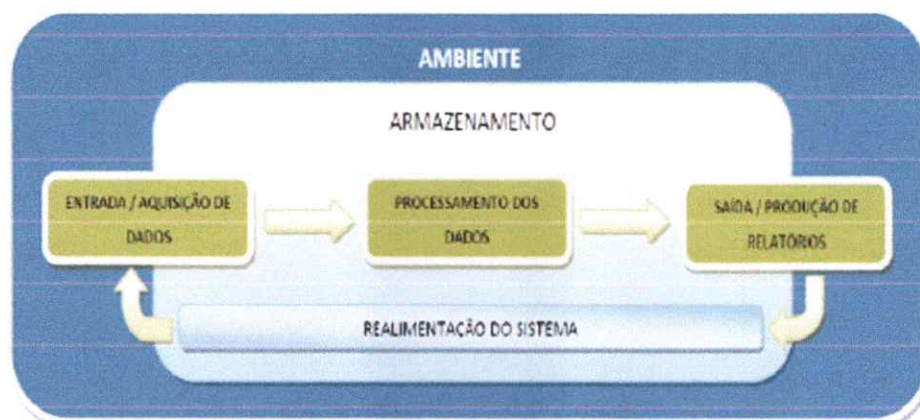 AMBIENTE
ARMAZENAMENTO
ENTRADA / AQUISIÇÃO DE
DADOS
PROCESSAMENTO DOS
DADOS
SAÍDA / PRODUÇÃO DE
RELATÓRIOS
REALIMENTAÇÃO DO SISTEMA